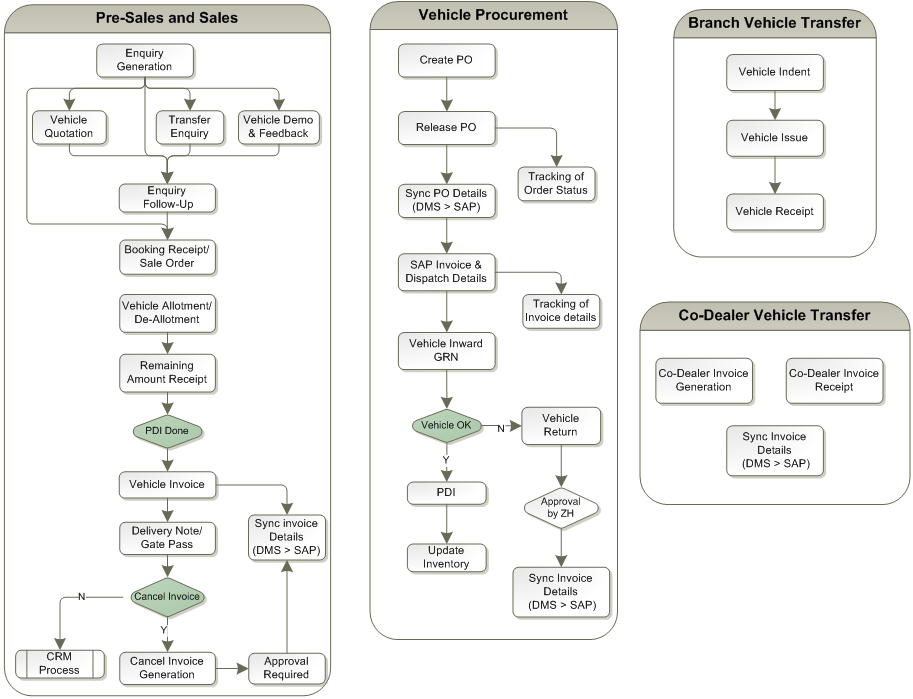 Pre-Sales and Sales
Enquiry
Generation
Vehicle
Quotation
Transfer
Enquiry
Vehicle Demo
& Feedback
Enquiry
Follow-Up
Booking Receipt/
Sale Order
Vehicle Allotment/
De-Allotment
Remaining
Amount Receipt
PDI Done
Vehicle Invoice
Delivery Note/
Gate Pass
Sync invoice
Details
(DMS > SAP)
Cancel Invoice
N
Y
CRM
Process
Cancel Invoice
Generation
Approval
Required
Vehicle Procurement
Create PO
Release PO
Tracking of
Order Status
Sync PO Details
(DMS > SAP)
SAP Invoice &
Dispatch Details
Tracking of
Invoice details
Vehicle Inward
GRN
Vehicle OK
N
Vehicle
Return
Y
PDI
Approval
by ZH
Update
Inventory
Sync Invoice
Details
(DMS > SAP)
Branch Vehicle Transfer
Vehicle Indent
Vehicle Issue
Vehicle Receipt
Co-Dealer Vehicle Transfer
Co-Dealer Invoice
Generation
Co-Dealer Invoice
Receipt
Sync Invoice
Details
(DMS > SAP)